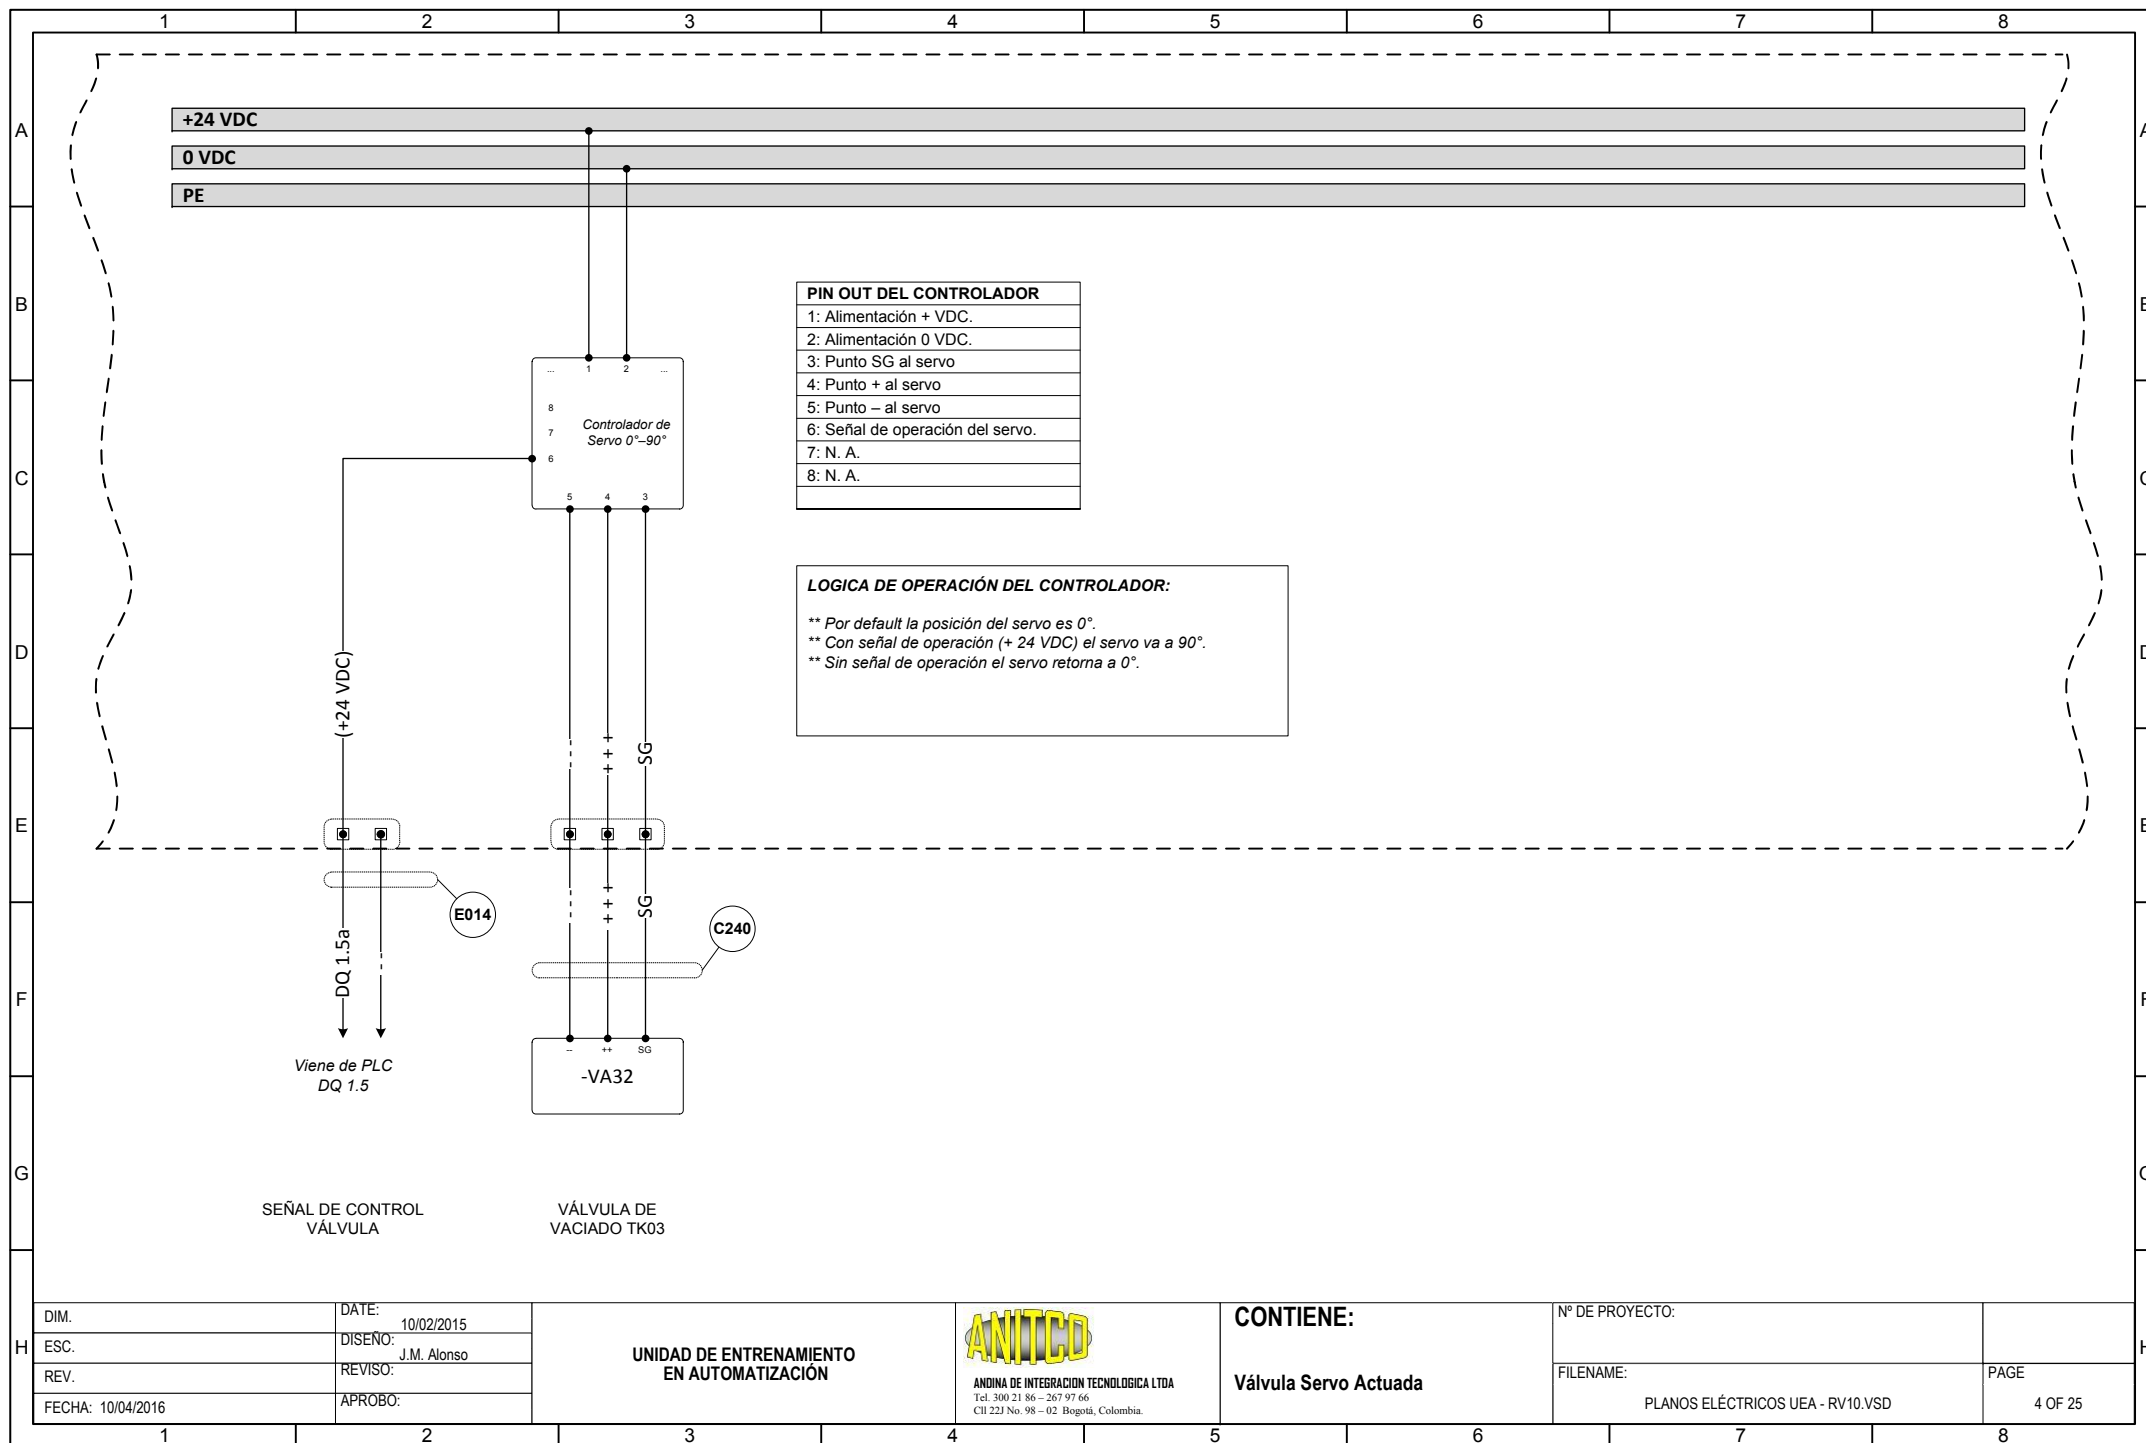 1 2 3 4 5 6 7 8
A
B
C
D
E
F
G
H
+24 VDC
0 VDC
PE
PIN OUT DEL CONTROLADOR
1: Alimentación + VDC.
2: Alimentación 0 VDC.
3: Punto SG al servo
4: Punto + al servo
5: Punto – al servo
6: Señal de operación del servo.
7: N. A.
8: N. A.
... 1 2 ...
8
7
6
Controlador de
Servo 0°–90°
5 4 3
LOGICA DE OPERACIÓN DEL CONTROLADOR:
** Por default la posición del servo es 0°.
** Con señal de operación (+ 24 VDC) el servo va a 90°.
** Sin señal de operación el servo retorna a 0°.
(+24 VDC)
---
+++
SG
E014
C240
DQ 1.5a
---
---
+++
SG
-- ++ SG
-VA32
Viene de PLC
DQ 1.5
SEÑAL DE CONTROL
VÁLVULA
VÁLVULA DE
VACIADO TK03
DIM.
ESC.
REV.
FECHA: 10/04/2016
DATE:
10/02/2015
DISEÑO:
J.M. Alonso
REVISO:
APROBO:
UNIDAD DE ENTRENAMIENTO
EN AUTOMATIZACIÓN
ANITCO
ANDINA DE INTEGRACION TECNOLOGICA LTDA
Tel. 300 21 86 – 267 97 66
Cll 22J No. 98 – 02 Bogotá, Colombia.
CONTIENE:
Válvula Servo Actuada
Nº DE PROYECTO:
FILENAME:
PLANOS ELÉCTRICOS UEA - RV10.VSD
PAGE
4 OF 25
A
B
C
D
E
F
G
H
1 2 3 4 5 6 7 8